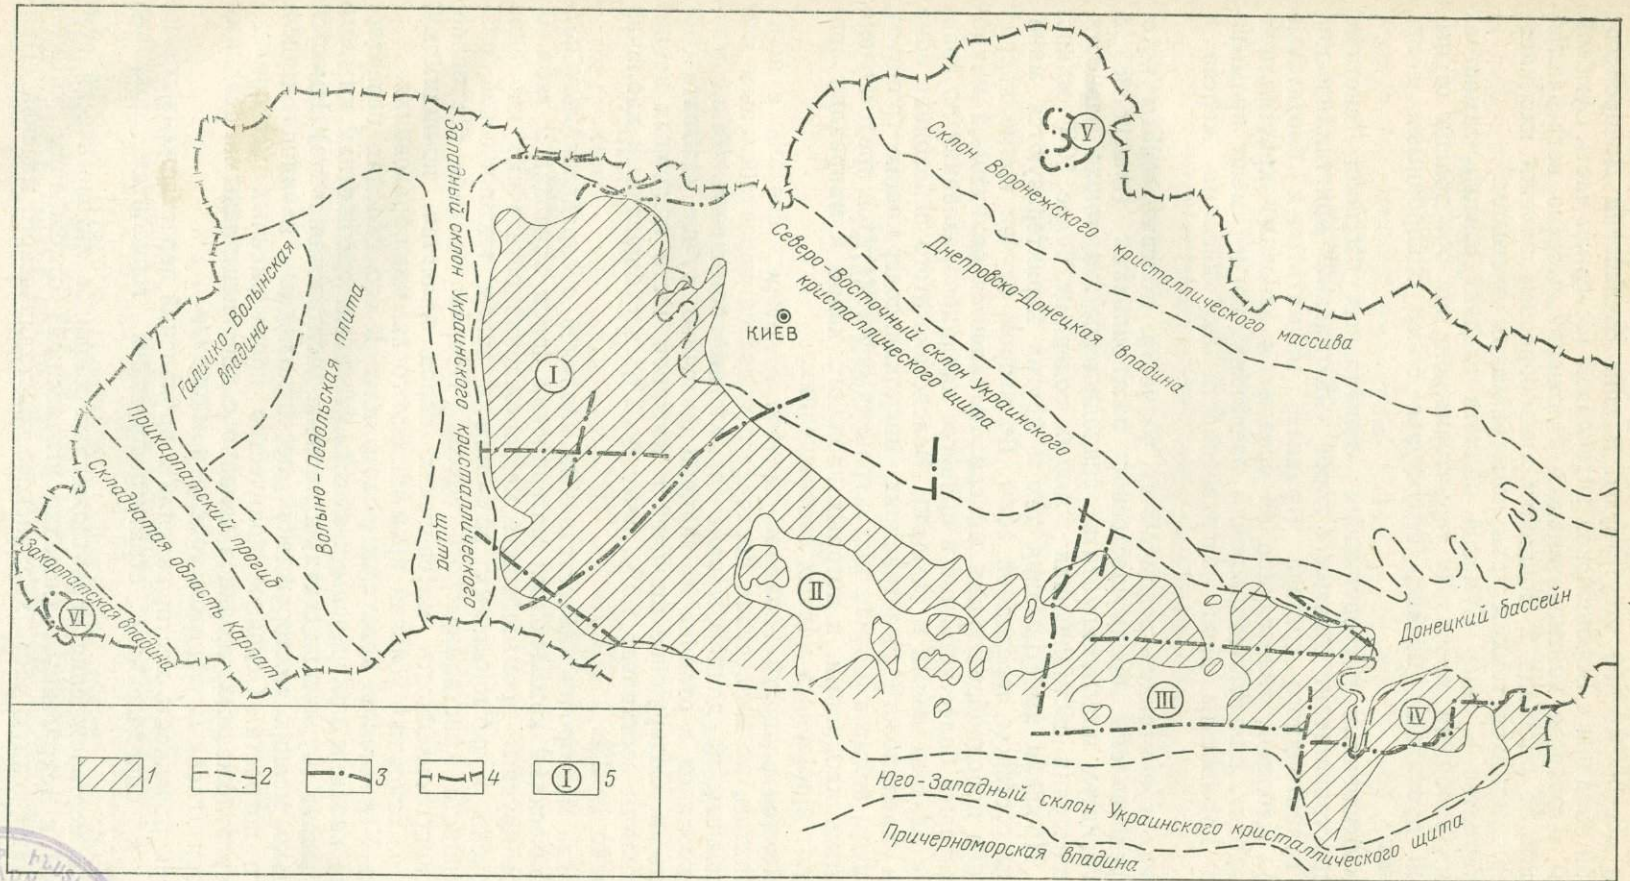 V
Склон Воронежского кристаллического массива
Днепровско-Донецкая впадина
Северо-Восточный склон Украинского
кристаллического щита
КИЕВ
Западный склон Украинского кристаллического
щита
Галицко-Волынская
впадина
Волыно-Подольская плита
Прикарпатский прогиб
Складчатая область Карпат
Закарпатская впадина
VI
I
II
III
IV
Донецкий бассейн
Юго-Западный склон Украинского кристаллического щита
Причерноморская впадина
1
2
3
4
I
5